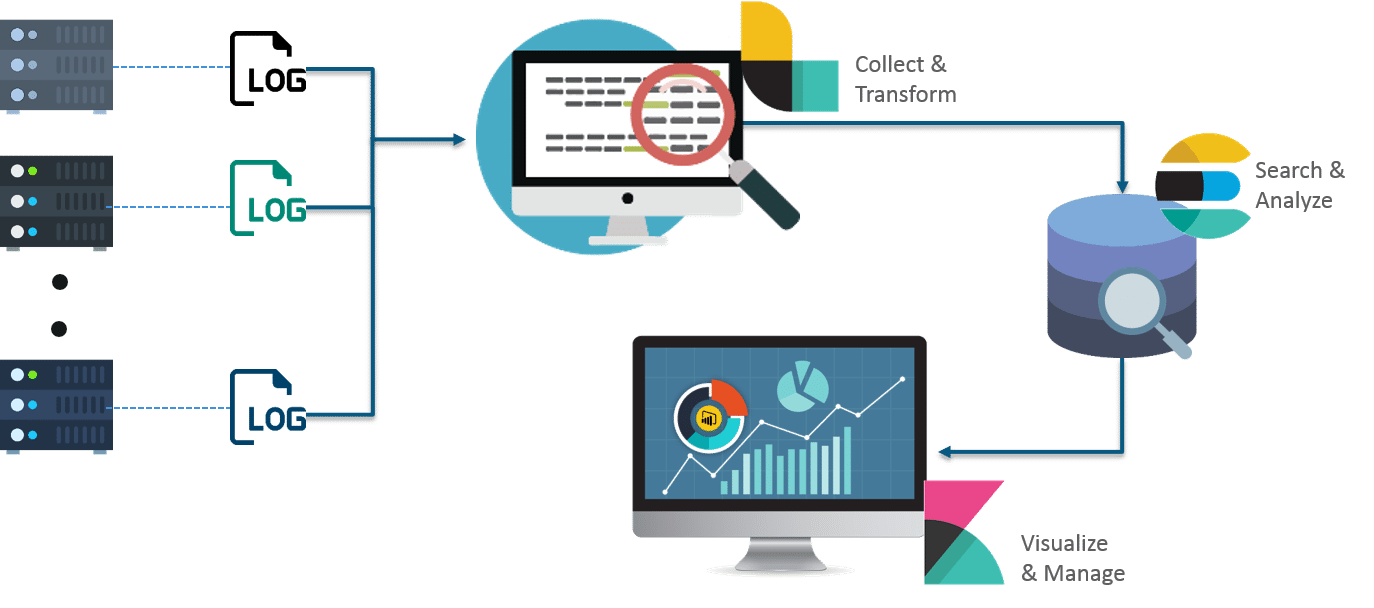 LOG
Collect &
Transform
LOG
Search &
Analyze
LOG
Visualize
& Manage